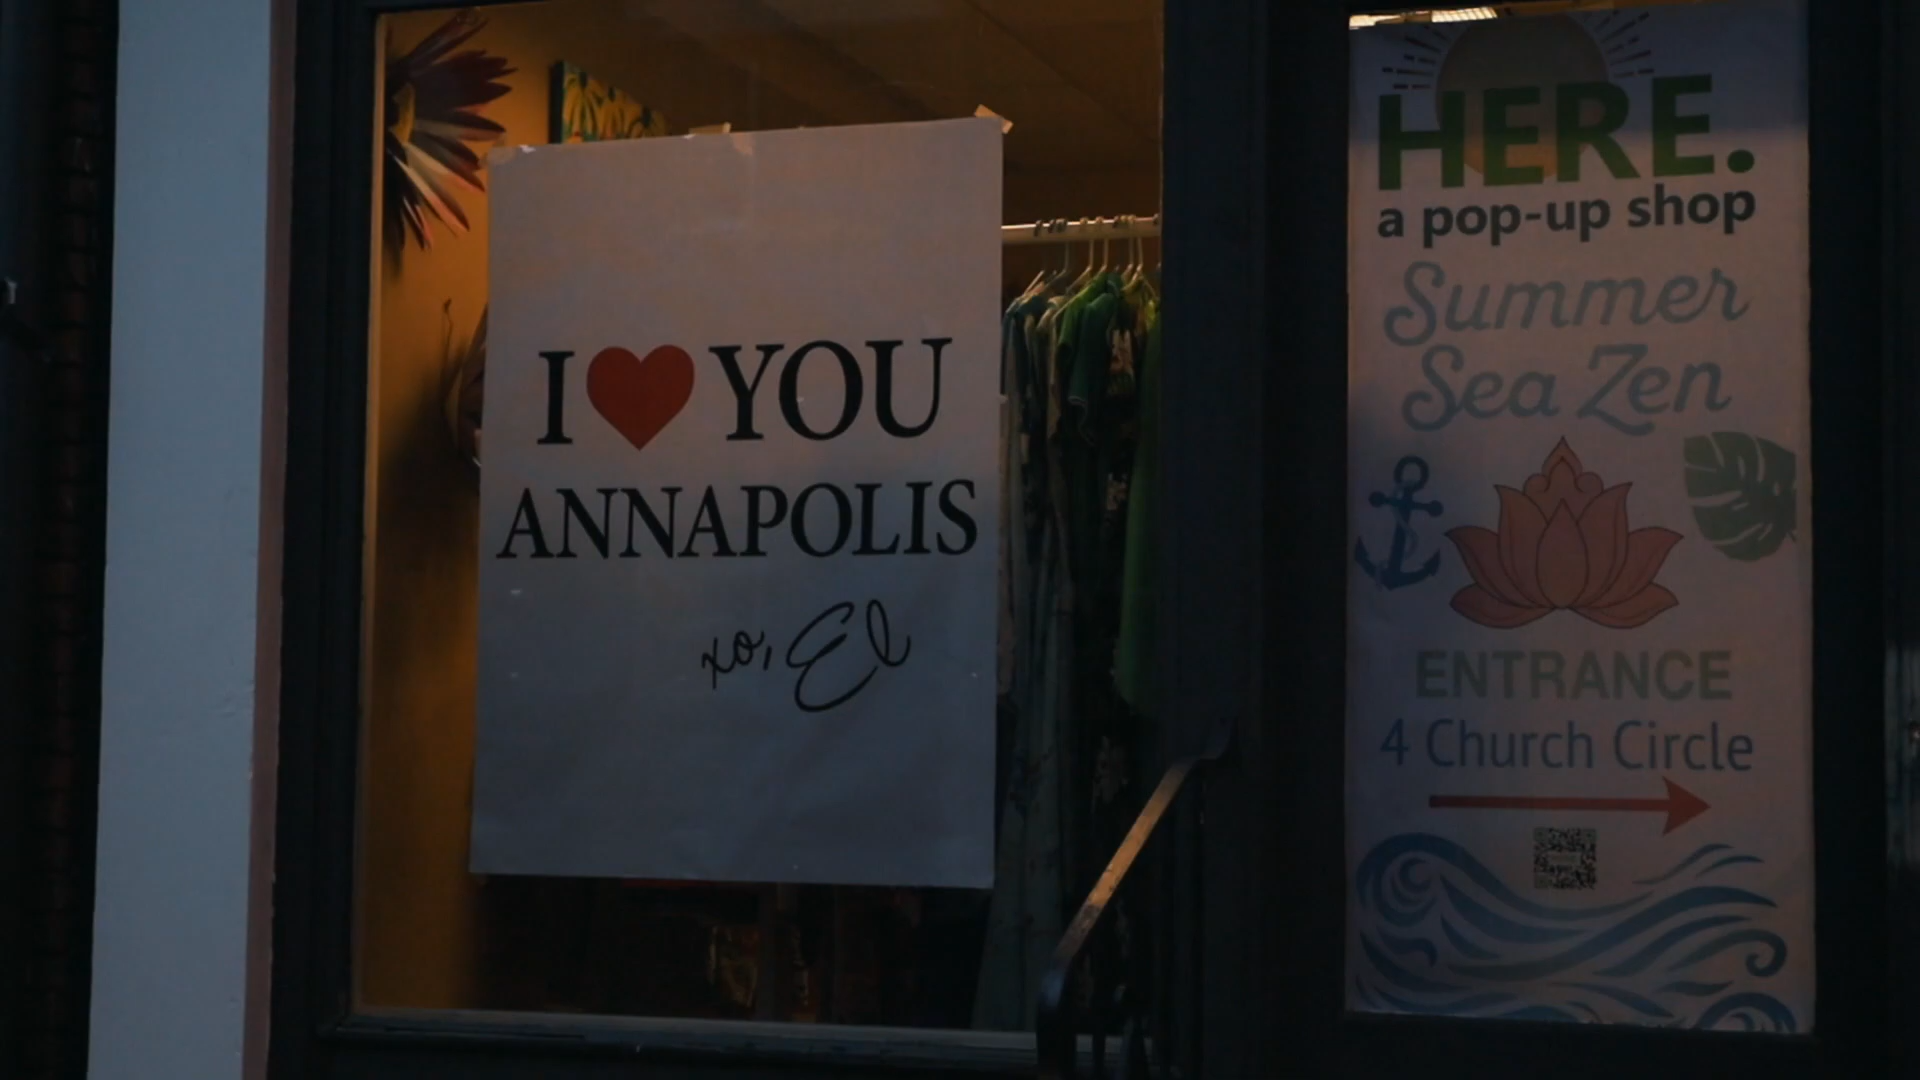 I ❤ YOU
ANNAPOLIS
xo, El
HERE.
a pop-up shop
Summer
Sea Zen
ENTRANCE
4 Church Circle